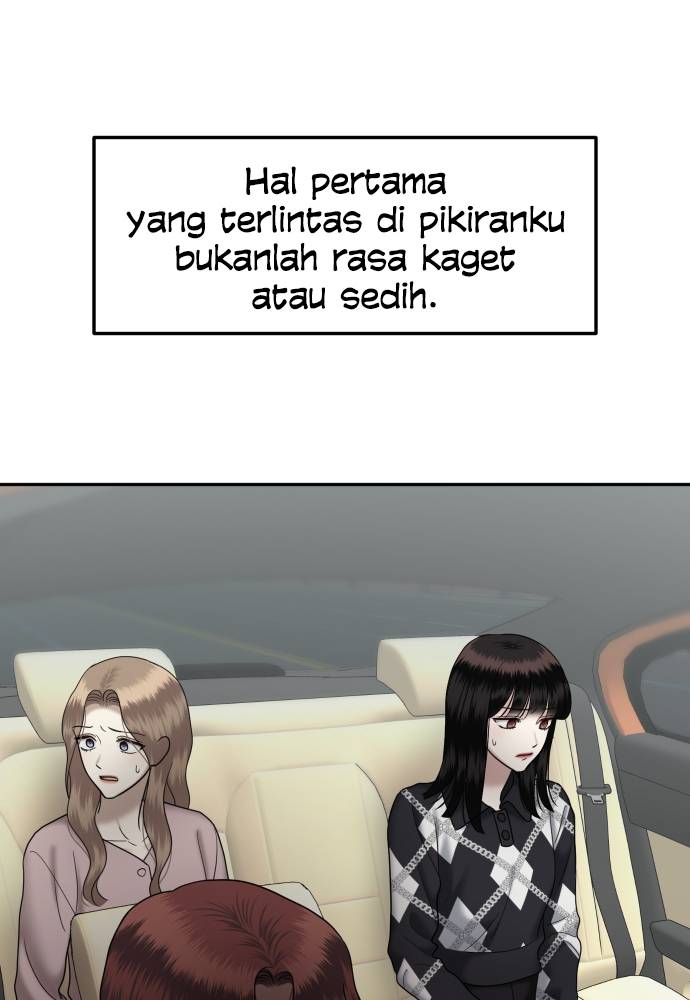 Hal pertama
yang terlintas di pikiranku
bukanlah rasa kaget
atau sedih.